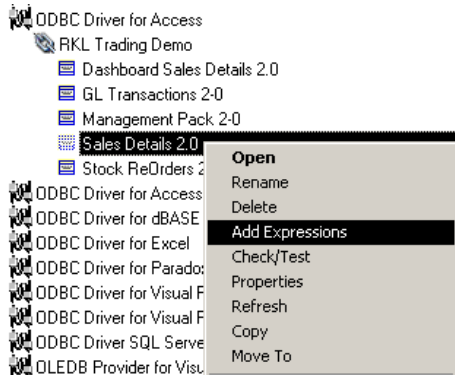 ODBC Driver for Access
RKL Trading Demo
Dashboard Sales Details 2.0
GL Transactions 2-0
Management Pack 2-0
Sales Details 2.0
Stock ReOrders 2
ODBC Driver for Access
ODBC Driver for dBASE
ODBC Driver for Excel
ODBC Driver for
ODBC Driver for Visual
ODBC Driver for Visual
ODBC Driver SQL
OLEDB Provider for
Open
Rename
Delete
Add Expressions
Check/Test
Properties
Refresh
Copy
Move To